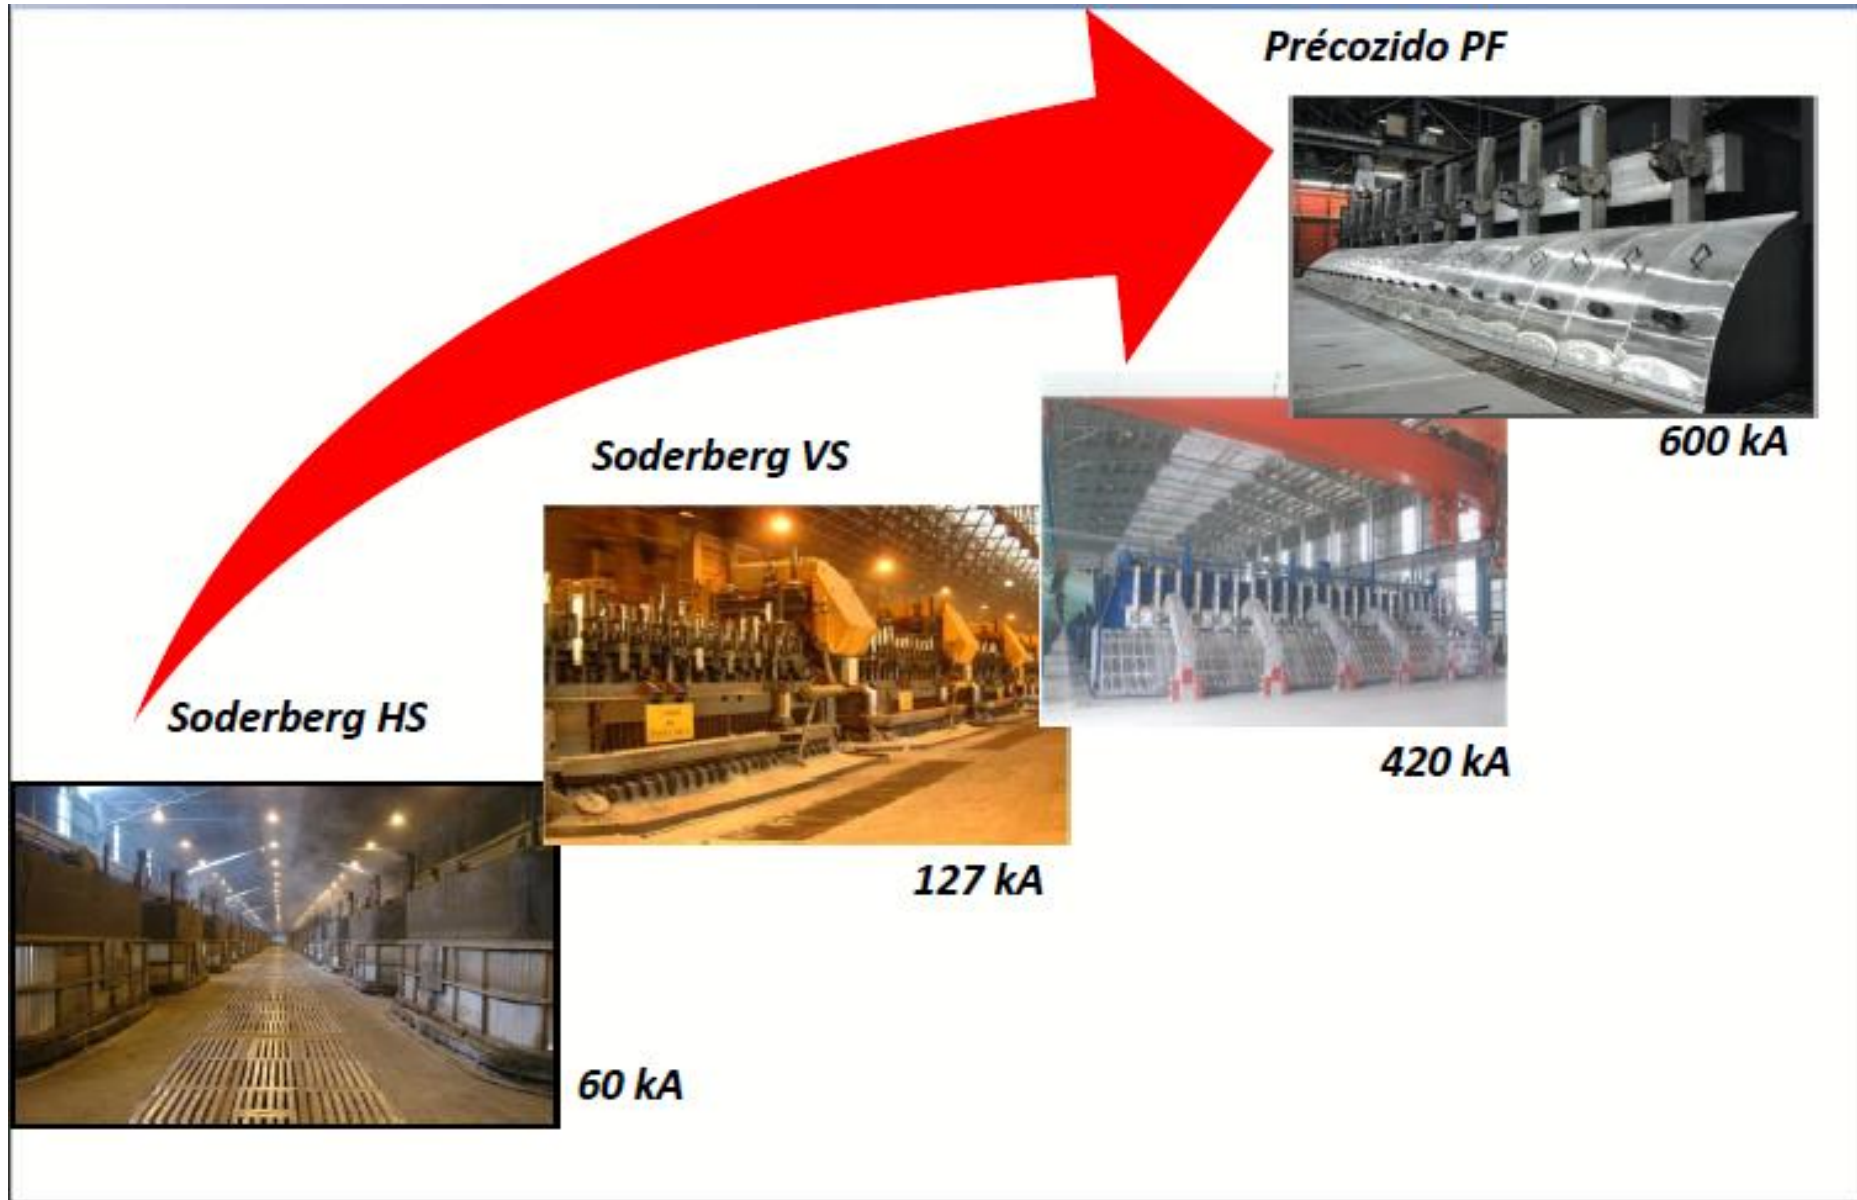 Précozido PF
600 kA
Soderberg VS
420 kA
127 kA
Soderberg HS
60 kA